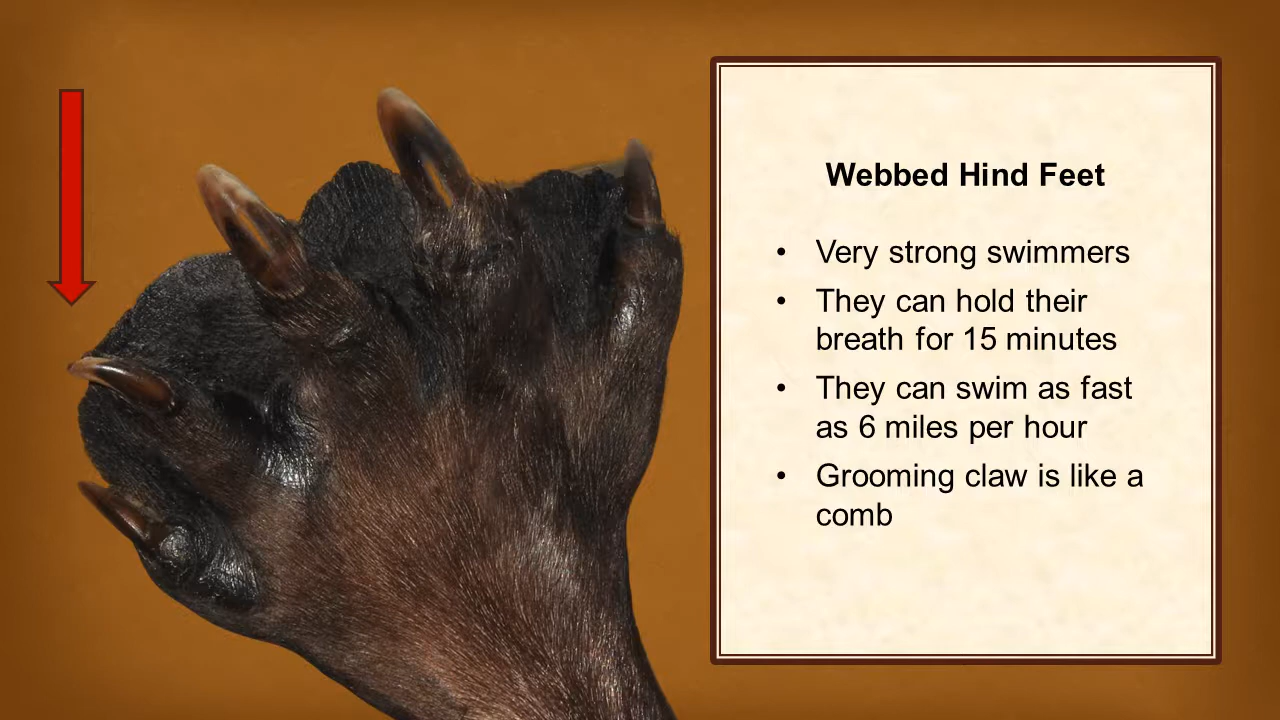 Webbed Hind Feet
• Very strong swimmers
• They can hold their
breath for 15 minutes
• They can swim as fast
as 6 miles per hour
• Grooming claw is like a
comb